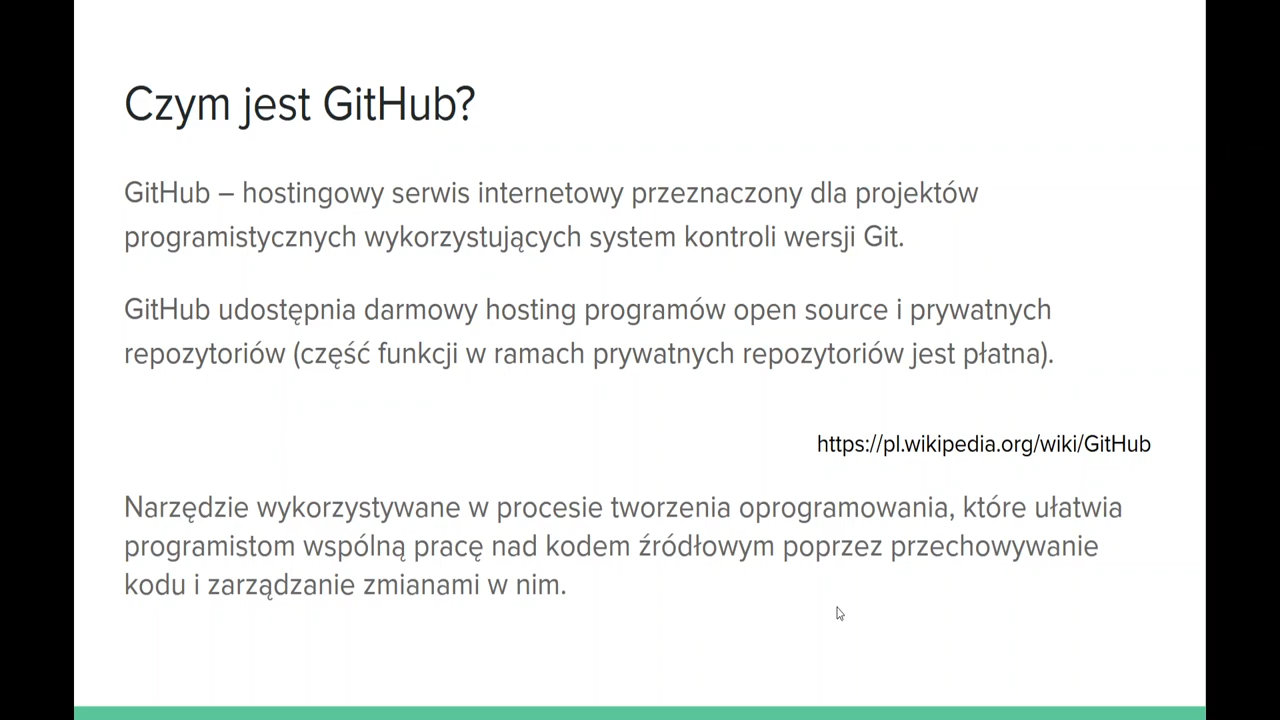 Czym jest GitHub?
GitHub – hostingowy serwis internetowy przeznaczony dla projektów
programistycznych wykorzystujących system kontroli wersji Git.
GitHub udostępnia darmowy hosting programów open source i prywatnych
repozytoriów (część funkcji w ramach prywatnych repozytoriów jest płatna).
https://pl.wikipedia.org/wiki/GitHub
Narzędzie wykorzystywane w procesie tworzenia oprogramowania, które ułatwia
programistom wspólną pracę nad kodem źródłowym poprzez przechowywanie
kodu i zarządzanie zmianami w nim.